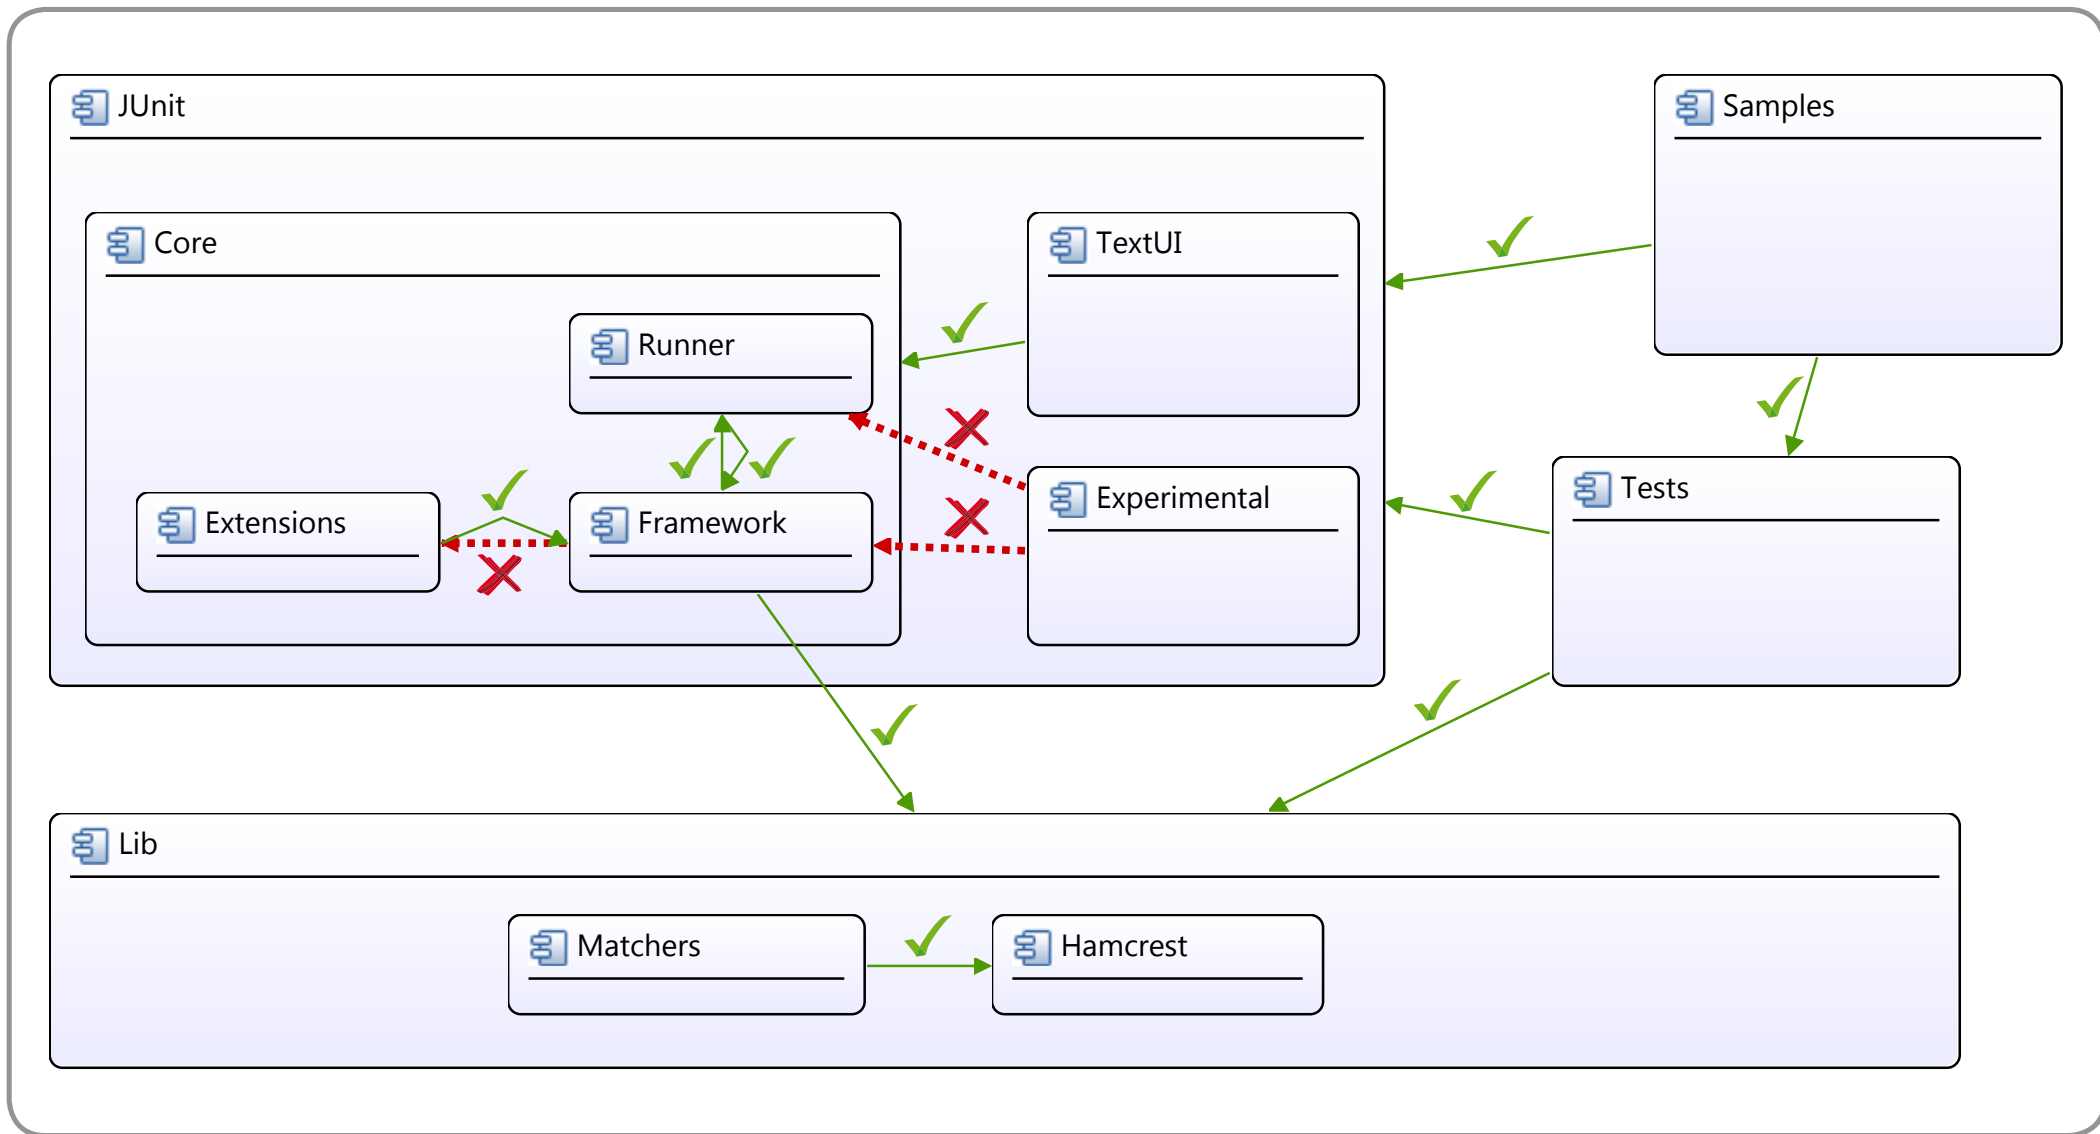 JUnit
Samples
Core
TextUI
Runner
Experimental
Tests
Extensions
Framework
Lib
Matchers
Hamcrest